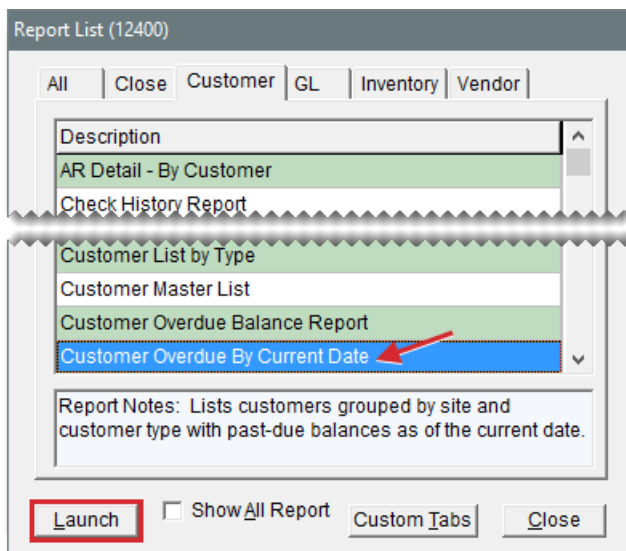 Report List (12400)
All Close Customer GL Inventory Vendor
Description
AR Detail - By Customer
Check History Report
Customer List by Type
Customer Master List
Customer Overdue Balance Report
Customer Overdue By Current Date
Report Notes: Lists customers grouped by site and
customer type with past-due balances as of the current date.
Launch Show All Report Custom Tabs Close